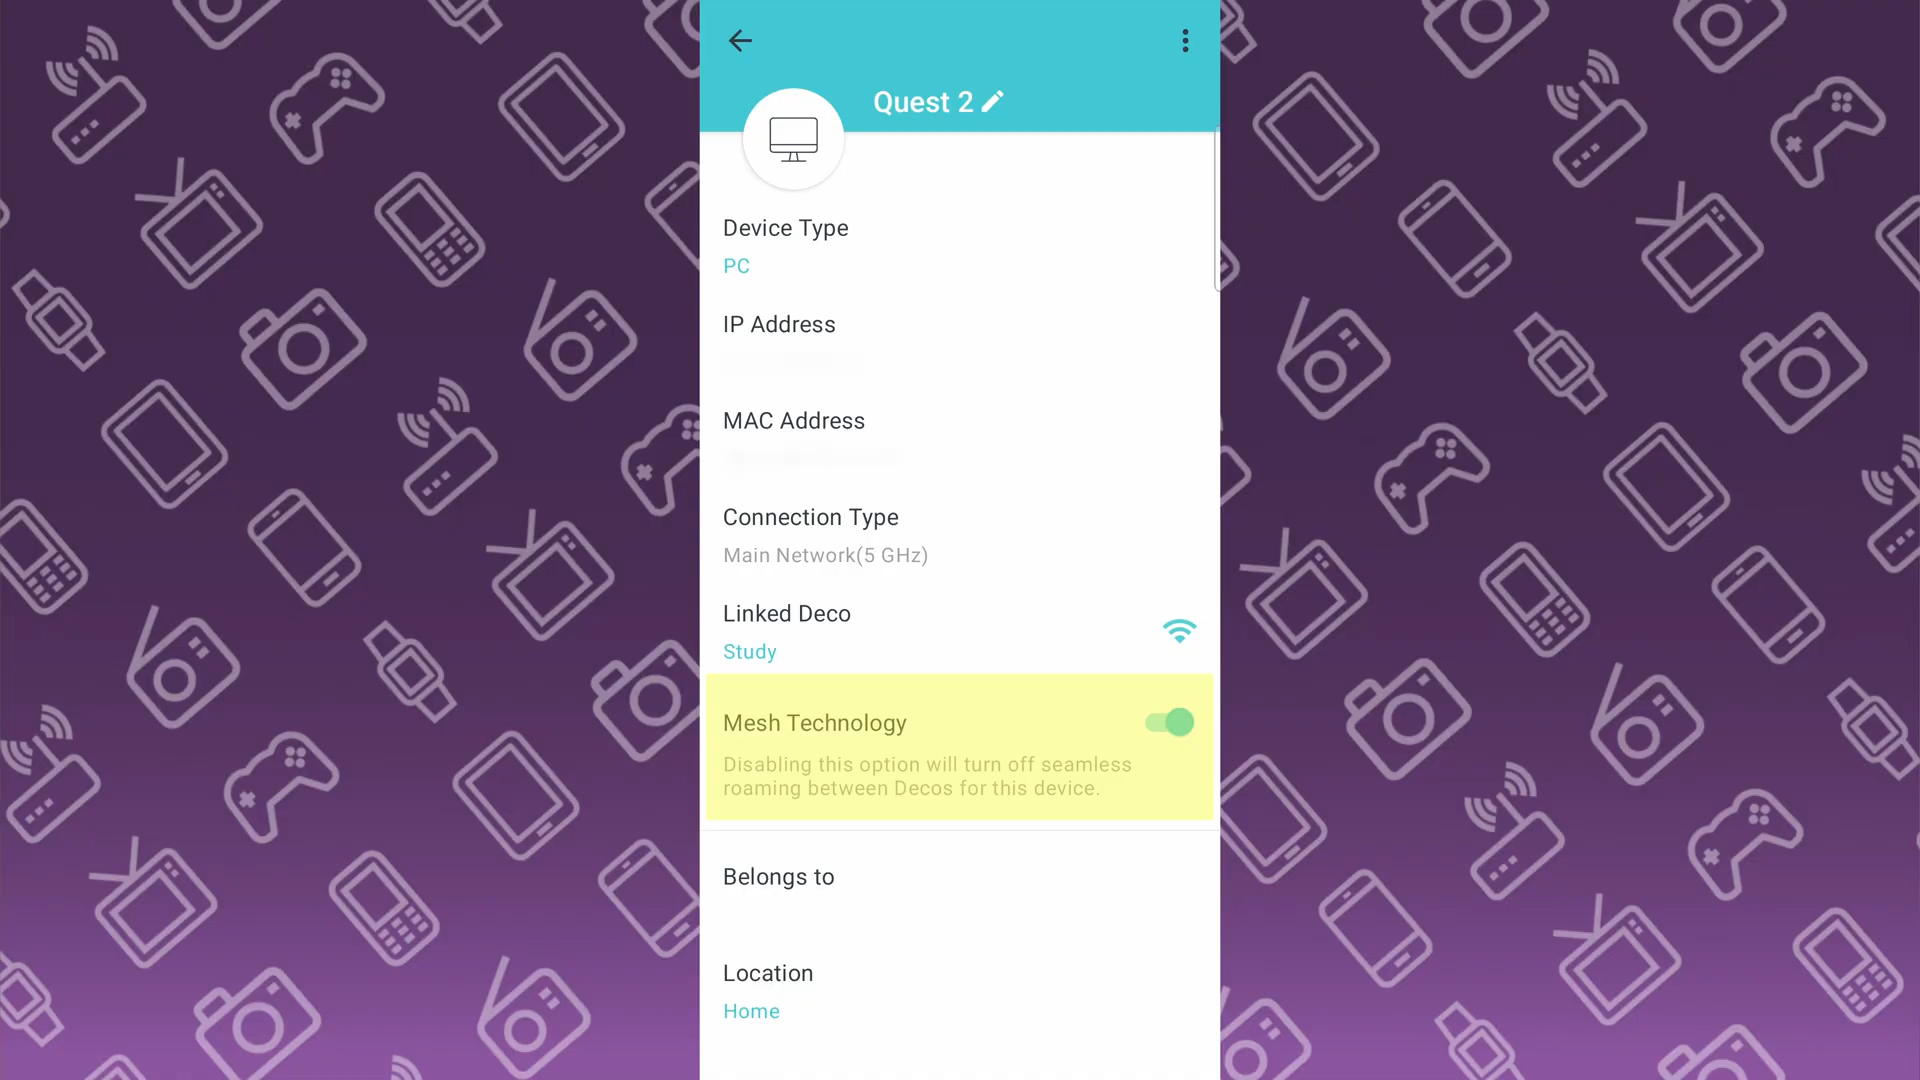 Quest 2
Device Type
PC
IP Address
MAC Address
Connection Type
Main Network(5 GHz)
Linked Deco
Study
Mesh Technology
Disabling this option will turn off seamless
roaming between Decos for this device.
Belongs to
Location
Home